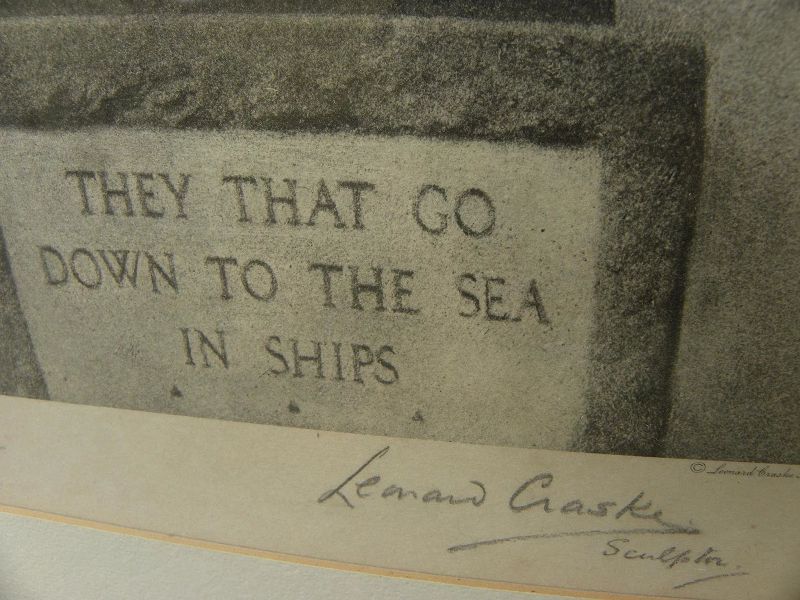 THEY THAT GO
DOWN TO THE SEA
IN SHIPS
© Leonard Craske
Leonard Craske
Sculptor